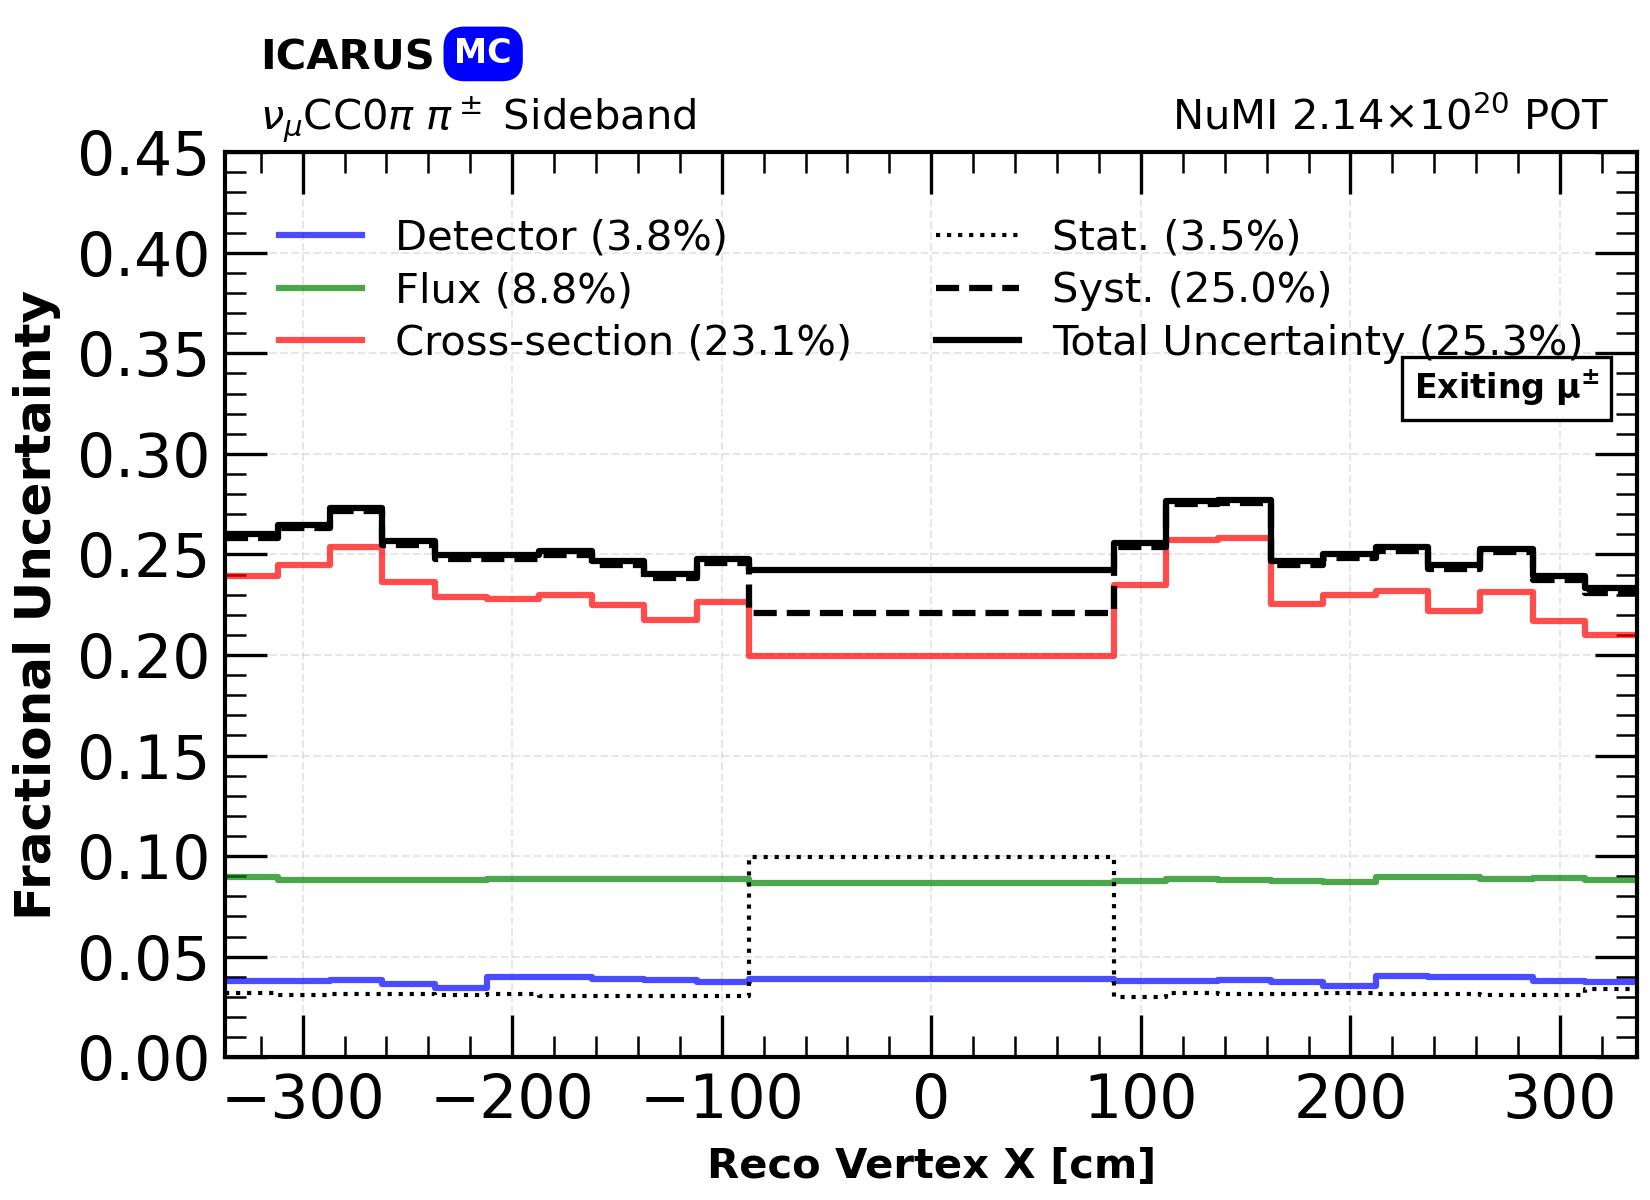 ICARUS MC
νμCC0π π± Sideband NuMI 2.14×10²⁰ POT
Detector (3.8%) Stat. (3.5%)
Flux (8.8%) Syst. (25.0%)
Cross-section (23.1%) Total Uncertainty (25.3%)
Exiting μ±
Fractional Uncertainty
0.45
0.40
0.35
0.30
0.25
0.20
0.15
0.10
0.05
0.00
−300 −200 −100 0 100 200 300
Reco Vertex X [cm]